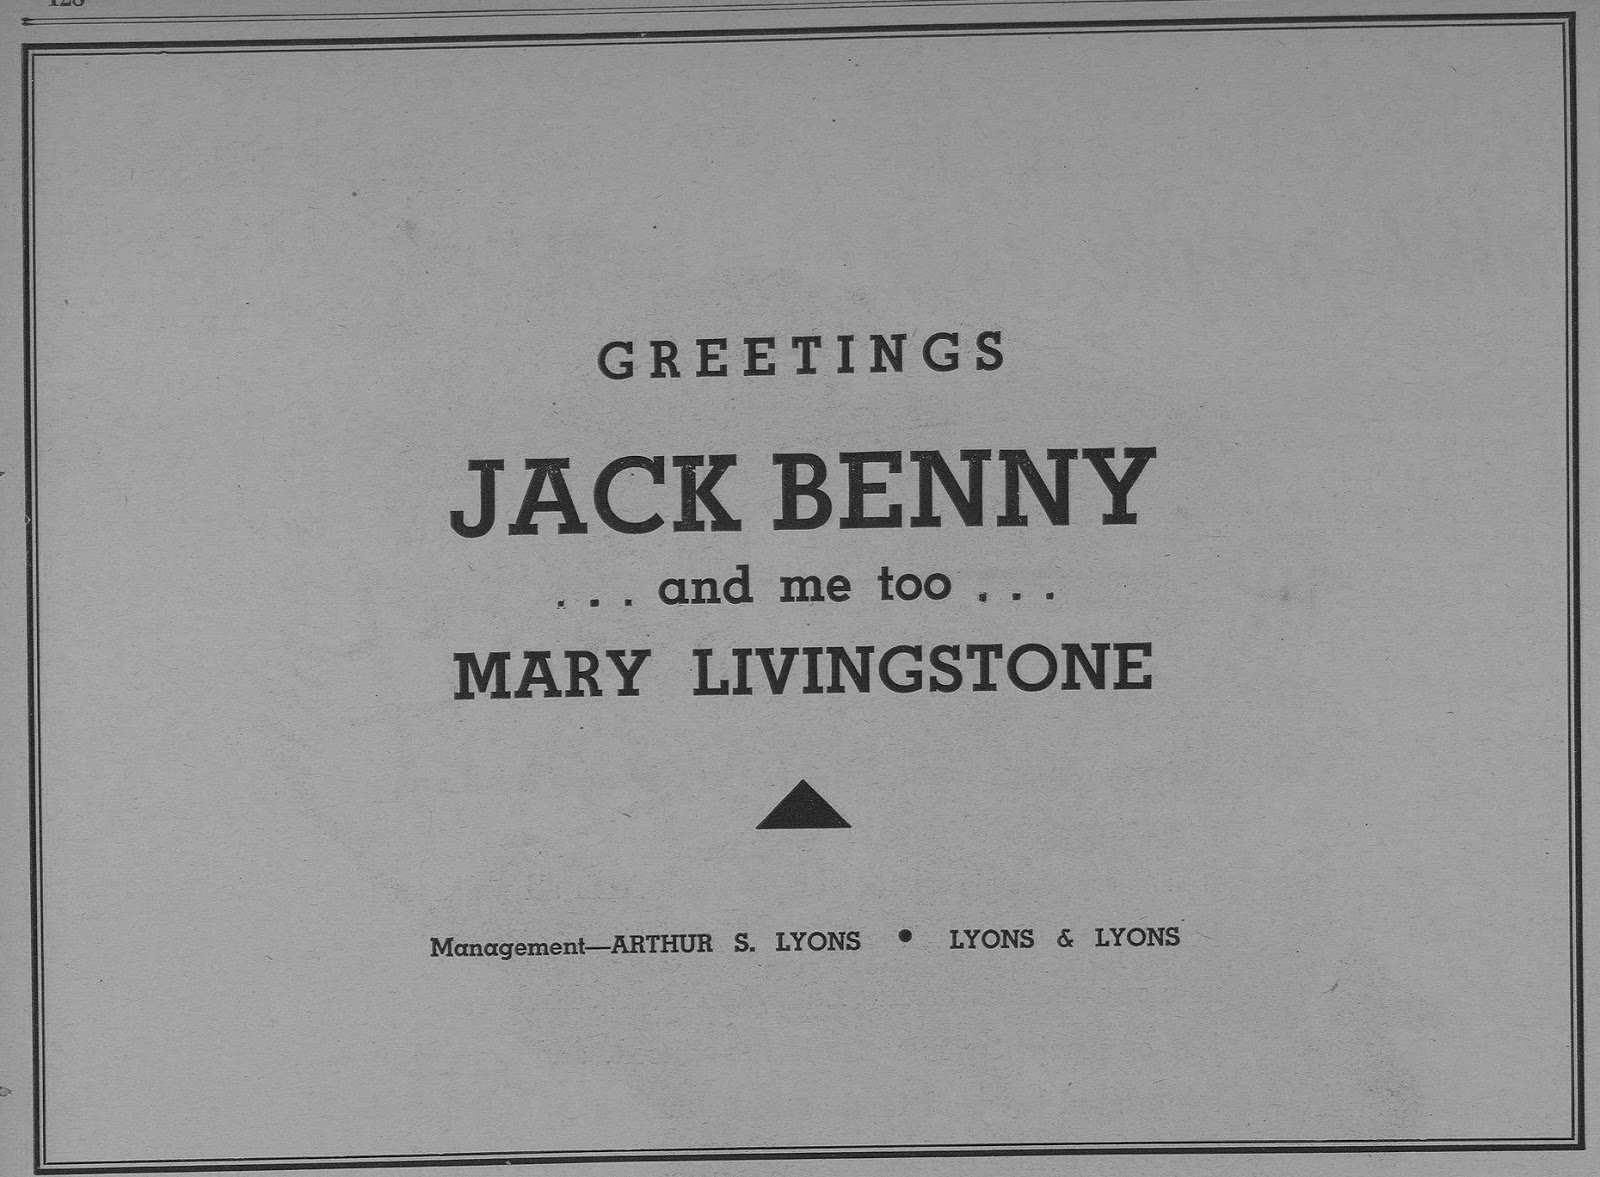 GREETINGS
JACK BENNY
... and me too ...
MARY LIVINGSTONE
Management—ARTHUR S. LYONS • LYONS & LYONS